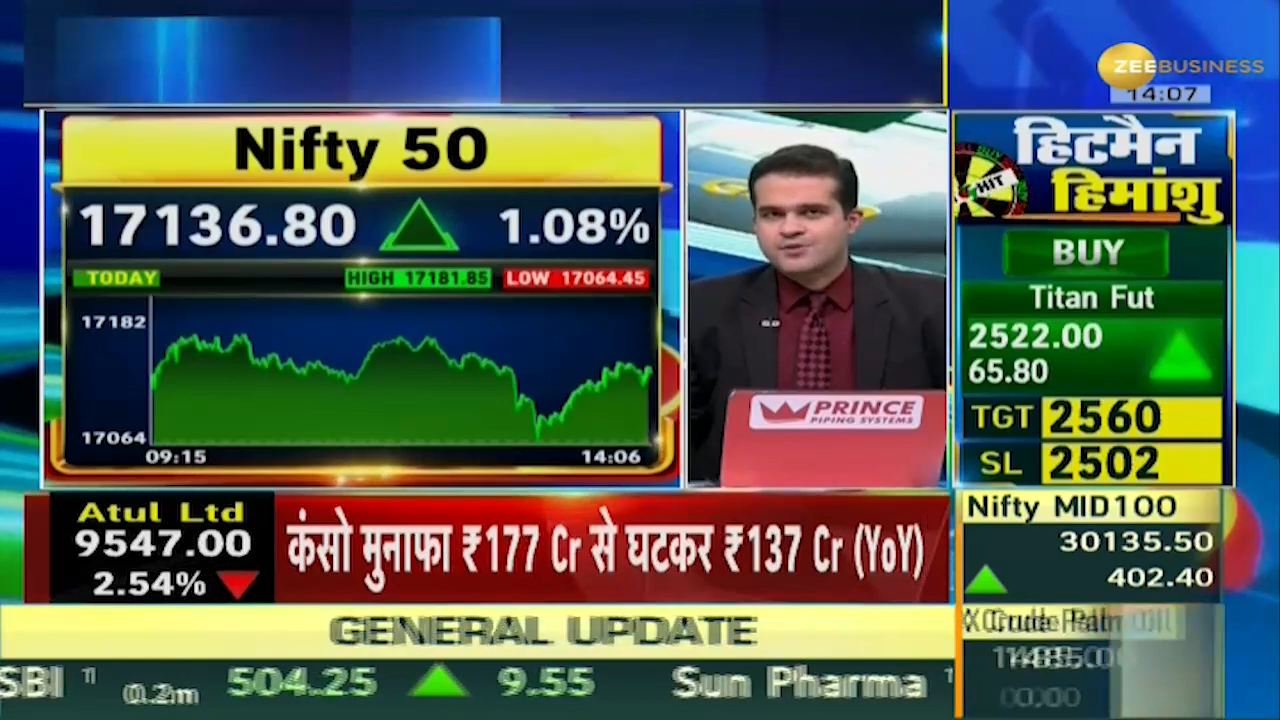 ZEEBUSINESS
14:07
Nifty 50
17136.80 1.08%
TODAY HIGH 17181.85 LOW 17064.45
17182
17064
09:15 14:06
PRINCE
PIPING SYSTEMS
हिटमैन
हिमांशु
BUY
HIT
BUY
Titan Fut
2522.00
65.80
TGT 2560
SL 2502
Nifty MID100
30135.50
402.40
Atul Ltd
9547.00
2.54%
कंसो मुनाफा ₹177 Cr से घटकर ₹137 Cr (YoY)
GENERAL UPDATE
SBI 0.2m 504.25 9.55 Sun Pharma